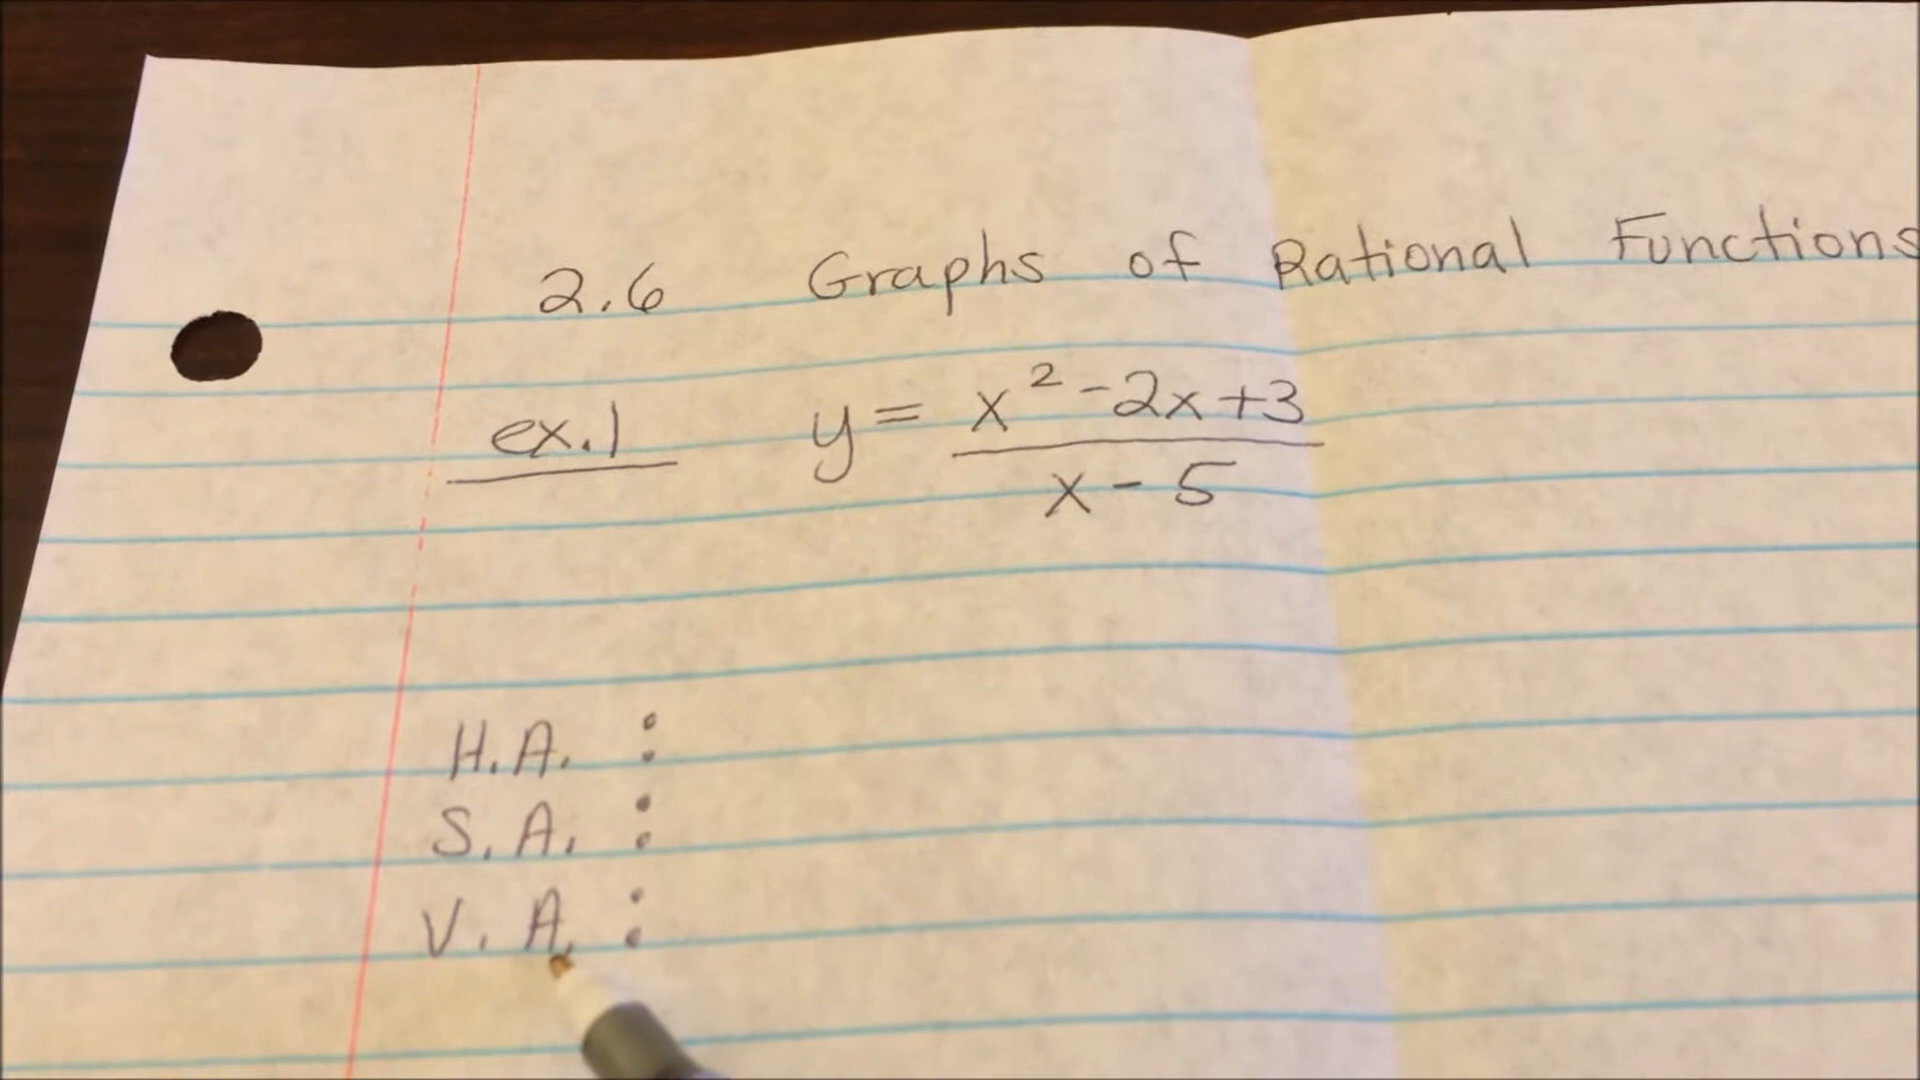 2.6 Graphs of Rational Functions
ex.1 y = x² - 2x + 3
x - 5
H.A. :
S.A. :
V.A. :